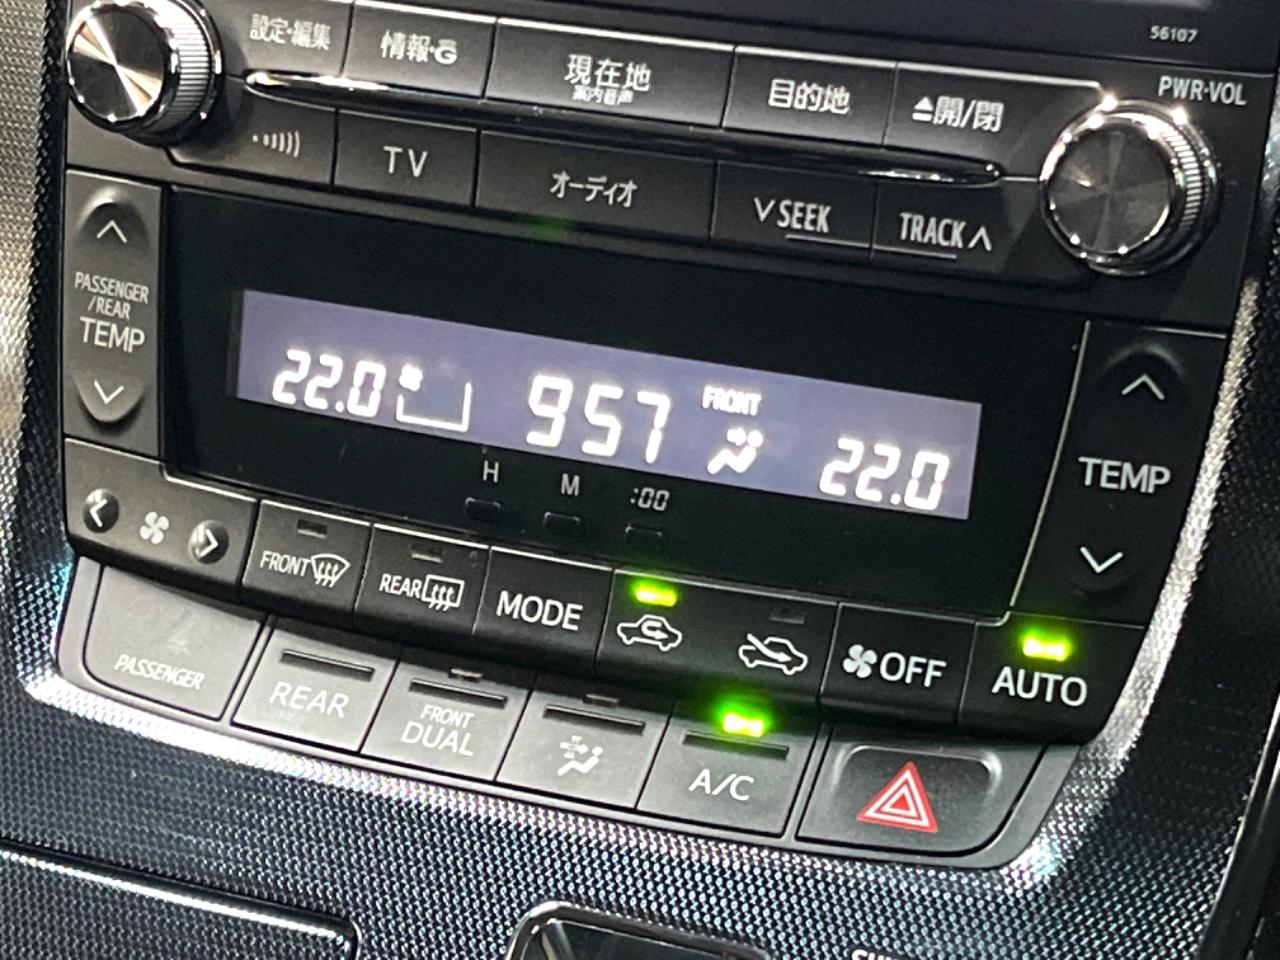 56107
設定・編集
情報・G
現在地
案内音声
目的地
開/閉
PWR·VOL
TV
オーディオ
SEEK
TRACK
PASSENGER
/REAR
TEMP
22.0
957
FRONT
22.0
TEMP
H
M
:00
FRONT
REAR
MODE
OFF
AUTO
PASSENGER
REAR
FRONT
DUAL
A/C